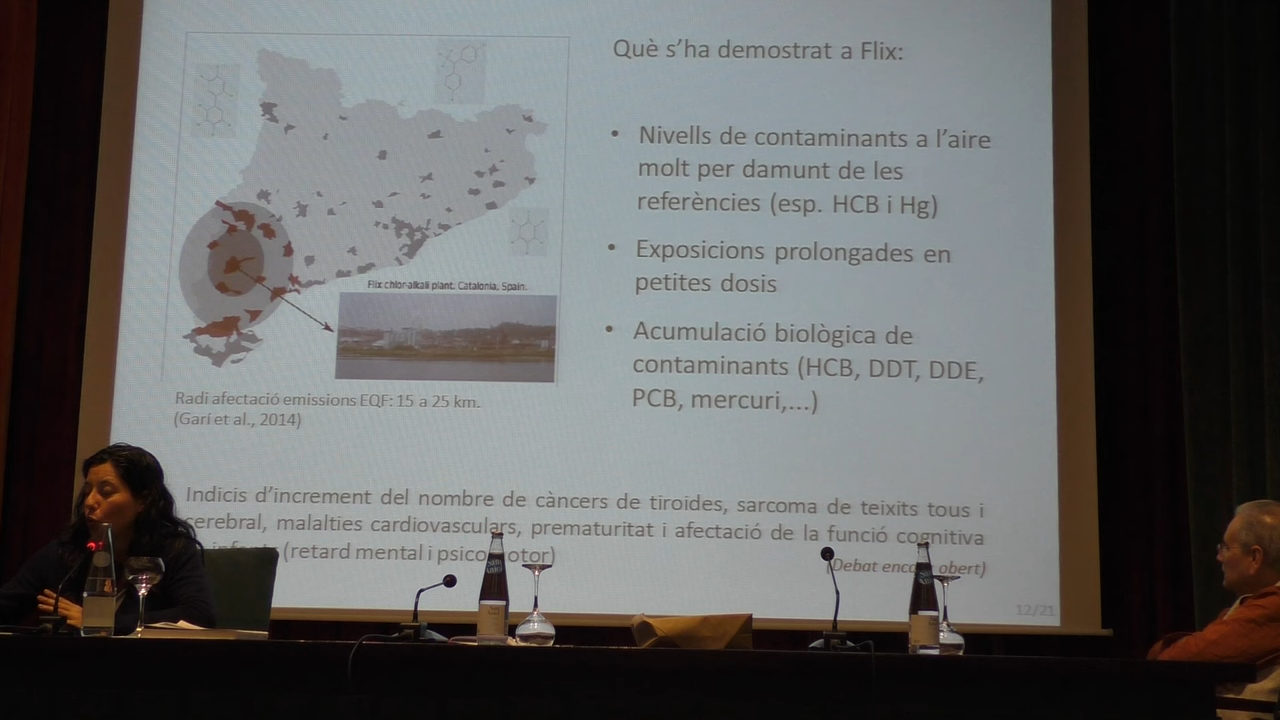 Què s’ha demostrat a Flix:
• Nivells de contaminants a l’aire
molt per damunt de les
referències (esp. HCB i Hg)
• Exposicions prolongades en
petites dosis
• Acumulació biològica de
contaminants (HCB, DDT, DDE,
PCB, mercuri,...)
Flix chlor-alkali plant. Catalonia, Spain.
Radi afectació emissions EQF: 15 a 25 km.
(Garí et al., 2014)
Indicis d’increment del nombre de càncers de tiroides, sarcoma de teixits tous i
cerebral, malalties cardiovasculars, prematuritat i afectació de la funció cognitiva
(retard mental i psicomotor)
(Debat encara obert)
12/21